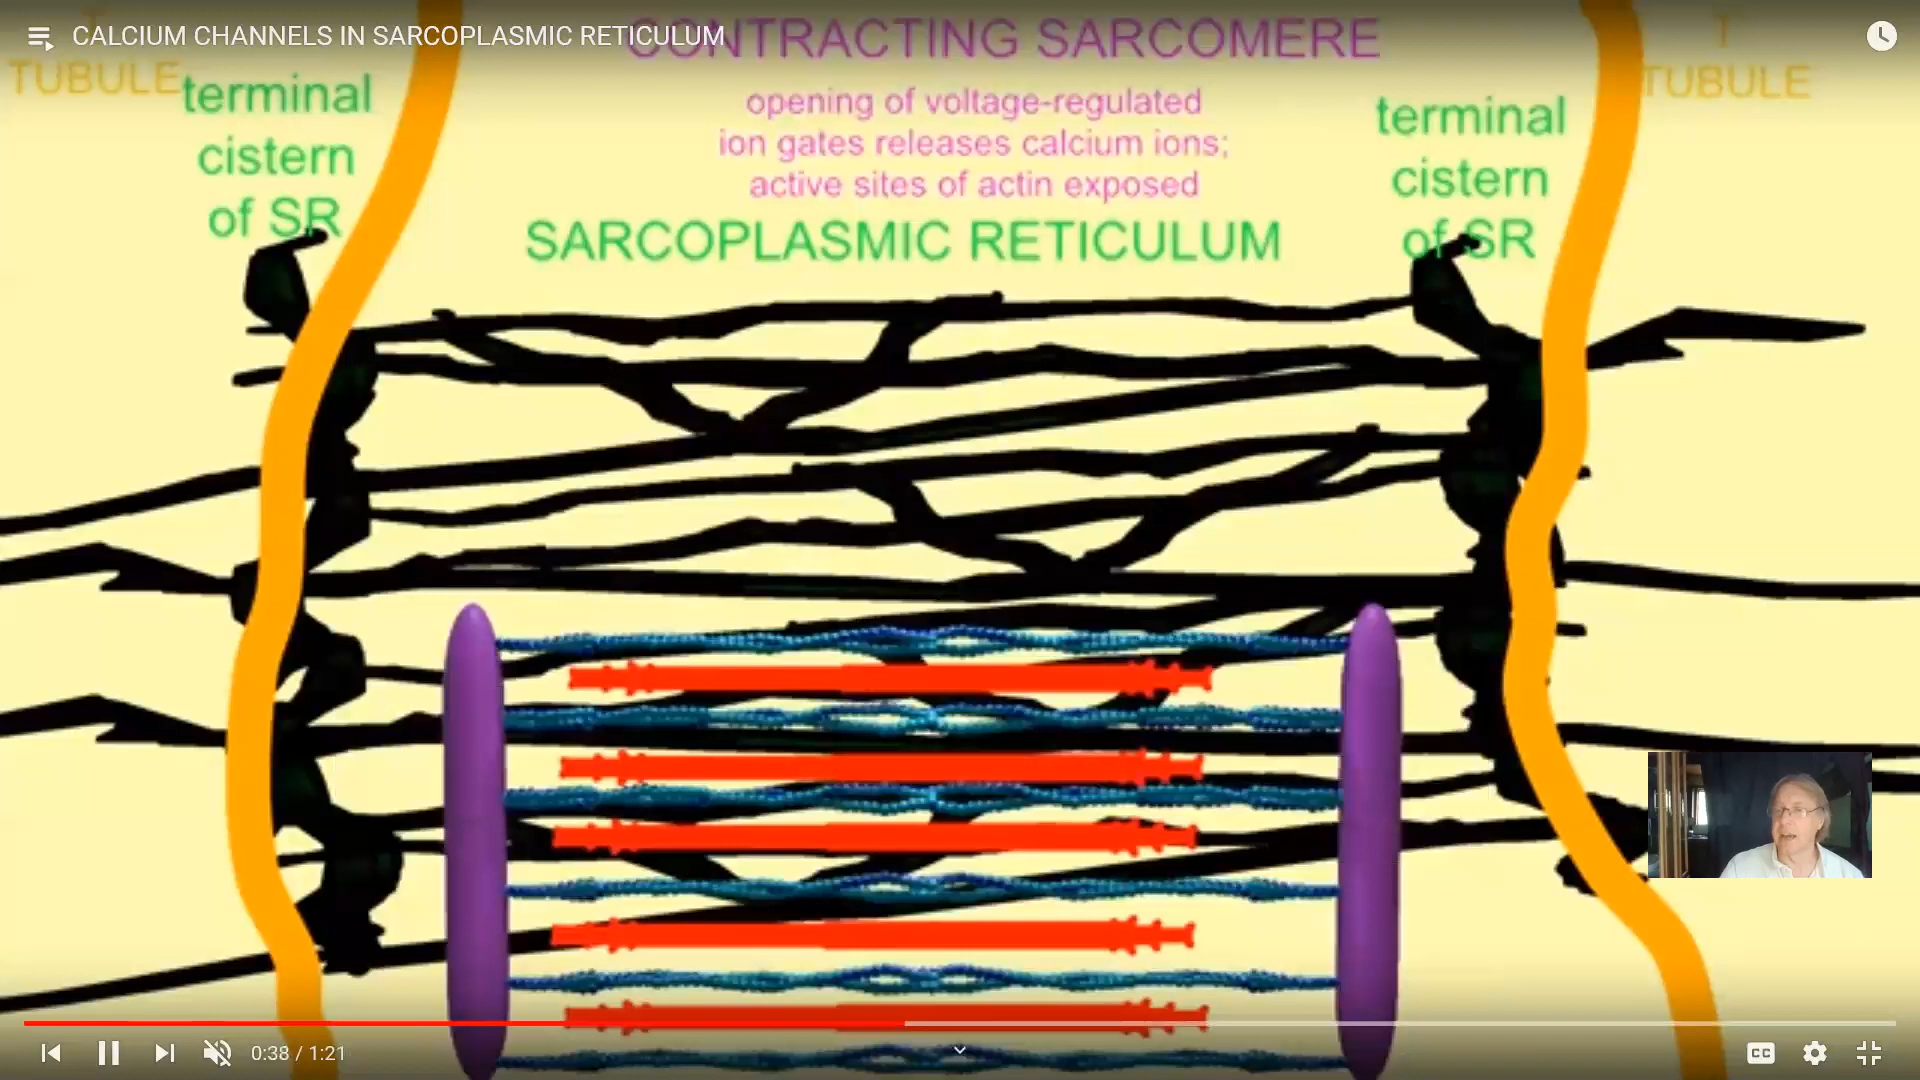 CALCIUM CHANNELS IN SARCOPLASMIC RETICULUM
CONTRACTING SARCOMERE
T
TUBULE
terminal
cistern
of SR
opening of voltage-regulated
ion gates releases calcium ions;
active sites of actin exposed
SARCOPLASMIC RETICULUM
terminal
cistern
of SR
T
TUBULE
0:38 / 1:21
CC